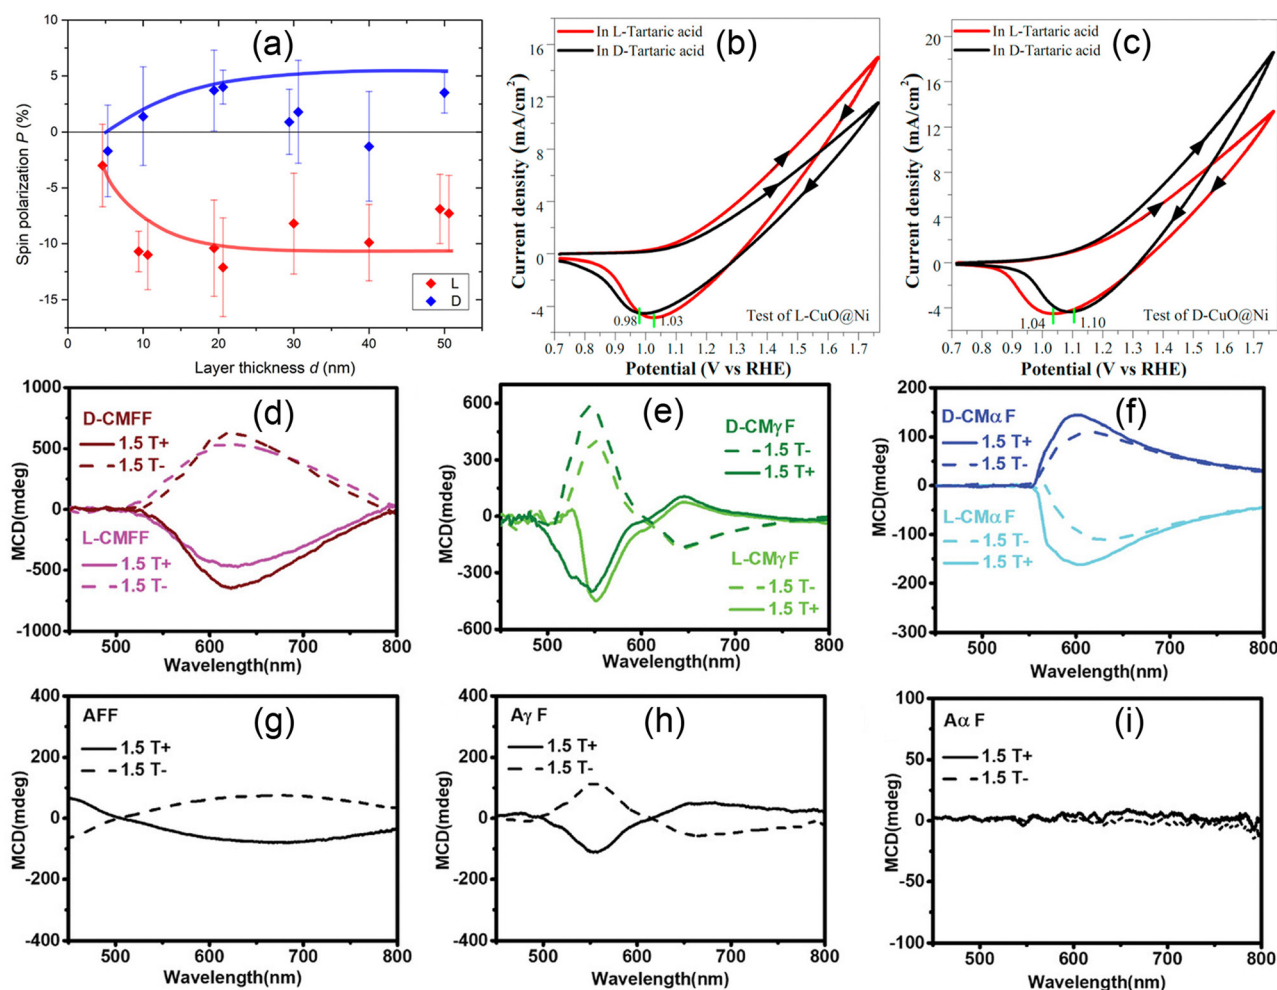 (a)
Spin polarization P (%)
10
5
0
-5
-10
-15
L
D
0 10 20 30 40 50
Layer thickness d (nm)
(b)
In L-Tartaric acid
In D-Tartaric acid
Current density (mA/cm²)
16
12
8
4
0
-4
0.98 1.03
Test of L-CuO@Ni
0.7 0.8 0.9 1.0 1.1 1.2 1.3 1.4 1.5 1.6 1.7
Potential (V vs RHE)
(c)
In L-Tartaric acid
In D-Tartaric acid
Current density (mA/cm²)
20
16
12
8
4
0
-4
1.04 1.10
Test of D-CuO@Ni
0.7 0.8 0.9 1.0 1.1 1.2 1.3 1.4 1.5 1.6 1.7
Potential (V vs RHE)
(d)
MCD(mdeg)
1000
500
0
-500
-1000
D-CMFF
1.5 T+
1.5 T-
L-CMFF
1.5 T+
1.5 T-
500 600 700 800
Wavelength(nm)
(e)
MCD(mdeg)
600
300
0
-300
-600
D-CMγ F
1.5 T-
1.5 T+
L-CMγ F
1.5 T-
1.5 T+
500 600 700 800
Wavelength(nm)
(f)
MCD(mdeg)
200
100
0
-100
-200
-300
D-CMα F
1.5 T+
1.5 T-
L-CMα F
1.5 T-
1.5 T+
500 600 700 800
Wavelength(nm)
(g)
MCD(mdeg)
400
200
0
-200
-400
AFF
1.5 T+
1.5 T-
500 600 700 800
Wavelength(nm)
(h)
MCD(mdeg)
400
200
0
-200
-400
Aγ F
1.5 T+
1.5 T-
500 600 700 800
Wavelength(nm)
(i)
MCD(mdeg)
100
50
0
-50
-100
Aα F
1.5 T+
1.5 T-
500 600 700 800
Wavelength(nm)